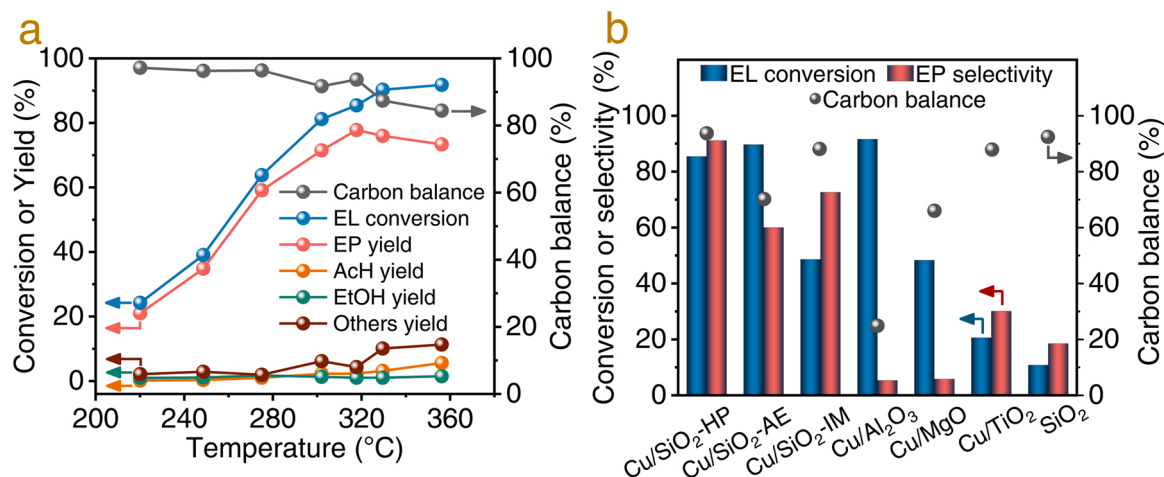 a
Conversion or Yield (%)
100
80
60
40
20
0
200
240
280
320
360
Temperature (°C)
Carbon balance
EL conversion
EP yield
AcH yield
EtOH yield
Others yield
100
80
60
40
20
0
Carbon balance (%)
b
Conversion or selectivity (%)
100
80
60
40
20
0
EL conversion
EP selectivity
Carbon balance
100
80
60
40
20
0
Carbon balance (%)
Cu/SiO₂-HP
Cu/SiO₂-AE
Cu/SiO₂-IM
Cu/Al₂O₃
Cu/MgO
Cu/TiO₂
SiO₂